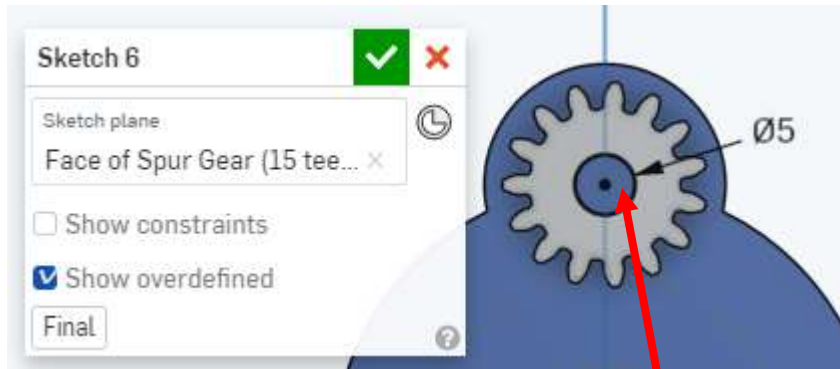 Sketch 6
Sketch plane
Face of Spur Gear (15 tee...
Show constraints
Show overdefined
Final
?
Ø5